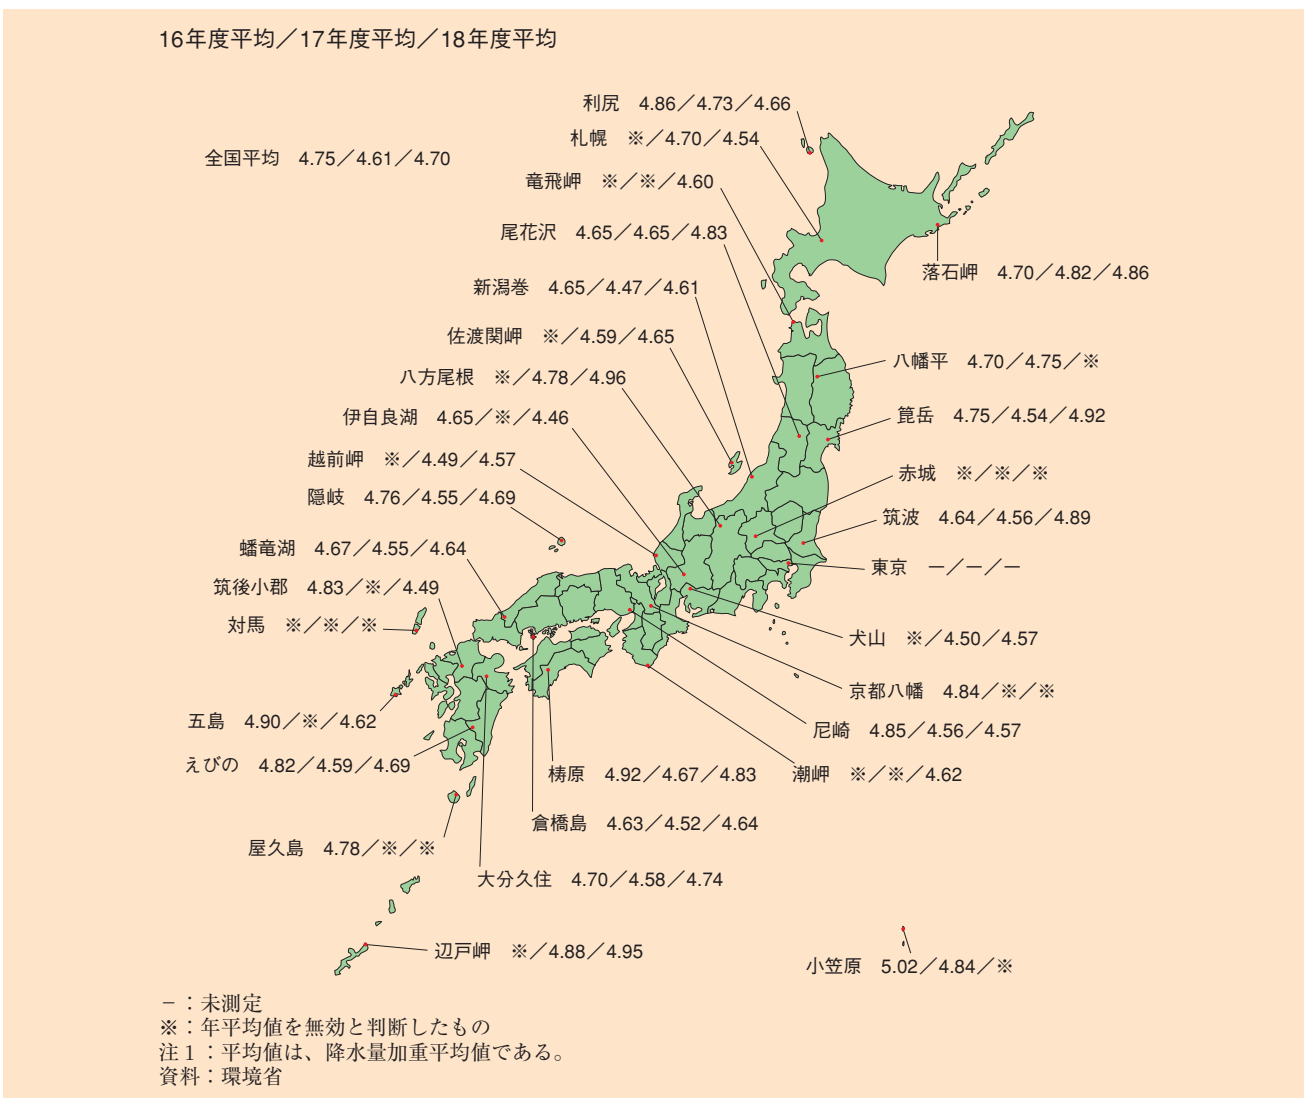 16年度平均／17年度平均／18年度平均
利尻　4.86／4.73／4.66
札幌　※／4.70／4.54
全国平均　4.75／4.61／4.70
竜飛岬　※／※／4.60
尾花沢　4.65／4.65／4.83
落石岬　4.70／4.82／4.86
新潟巻　4.65／4.47／4.61
佐渡関岬　※／4.59／4.65
八幡平　4.70／4.75／※
八方尾根　※／4.78／4.96
伊自良湖　4.65／※／4.46
箟岳　4.75／4.54／4.92
越前岬　※／4.49／4.57
赤城　※／※／※
隠岐　4.76／4.55／4.69
筑波　4.64／4.56／4.89
蟠竜湖　4.67／4.55／4.64
東京　－／－／－
筑後小郡　4.83／※／4.49
対馬　※／※／※
犬山　※／4.50／4.57
京都八幡　4.84／※／※
五島　4.90／※／4.62
尼崎　4.85／4.56／4.57
えびの　4.82／4.59／4.69
梼原　4.92／4.67／4.83
潮岬　※／※／4.62
倉橋島　4.63／4.52／4.64
屋久島　4.78／※／※
大分久住　4.70／4.58／4.74
辺戸岬　※／4.88／4.95
小笠原　5.02／4.84／※
－：未測定
※：年平均値を無効と判断したもの
注１：平均値は、降水量加重平均値である。
資料：環境省